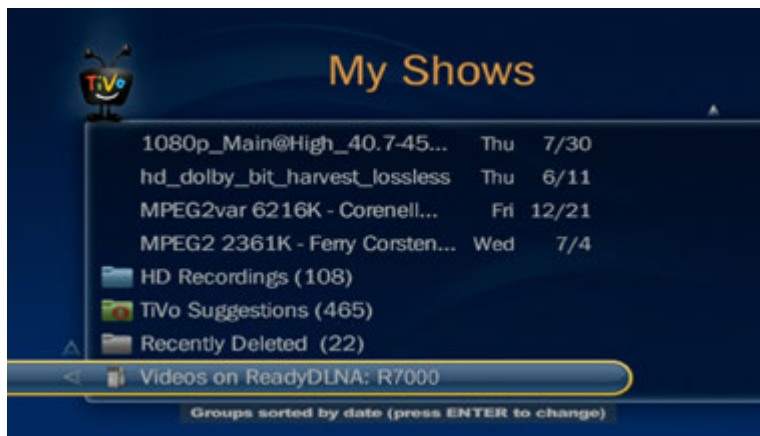 TiVo
My Shows
1080p_Main@High_40.7-45... Thu 7/30
hd_dolby_bit_harvest_lossless Thu 6/11
MPEG2var 6216K - Corenell... Fri 12/21
MPEG2 2361K - Ferry Corsten... Wed 7/4
HD Recordings (108)
TiVo Suggestions (465)
Recently Deleted (22)
Videos on ReadyDLNA: R7000
Groups sorted by date (press ENTER to change)